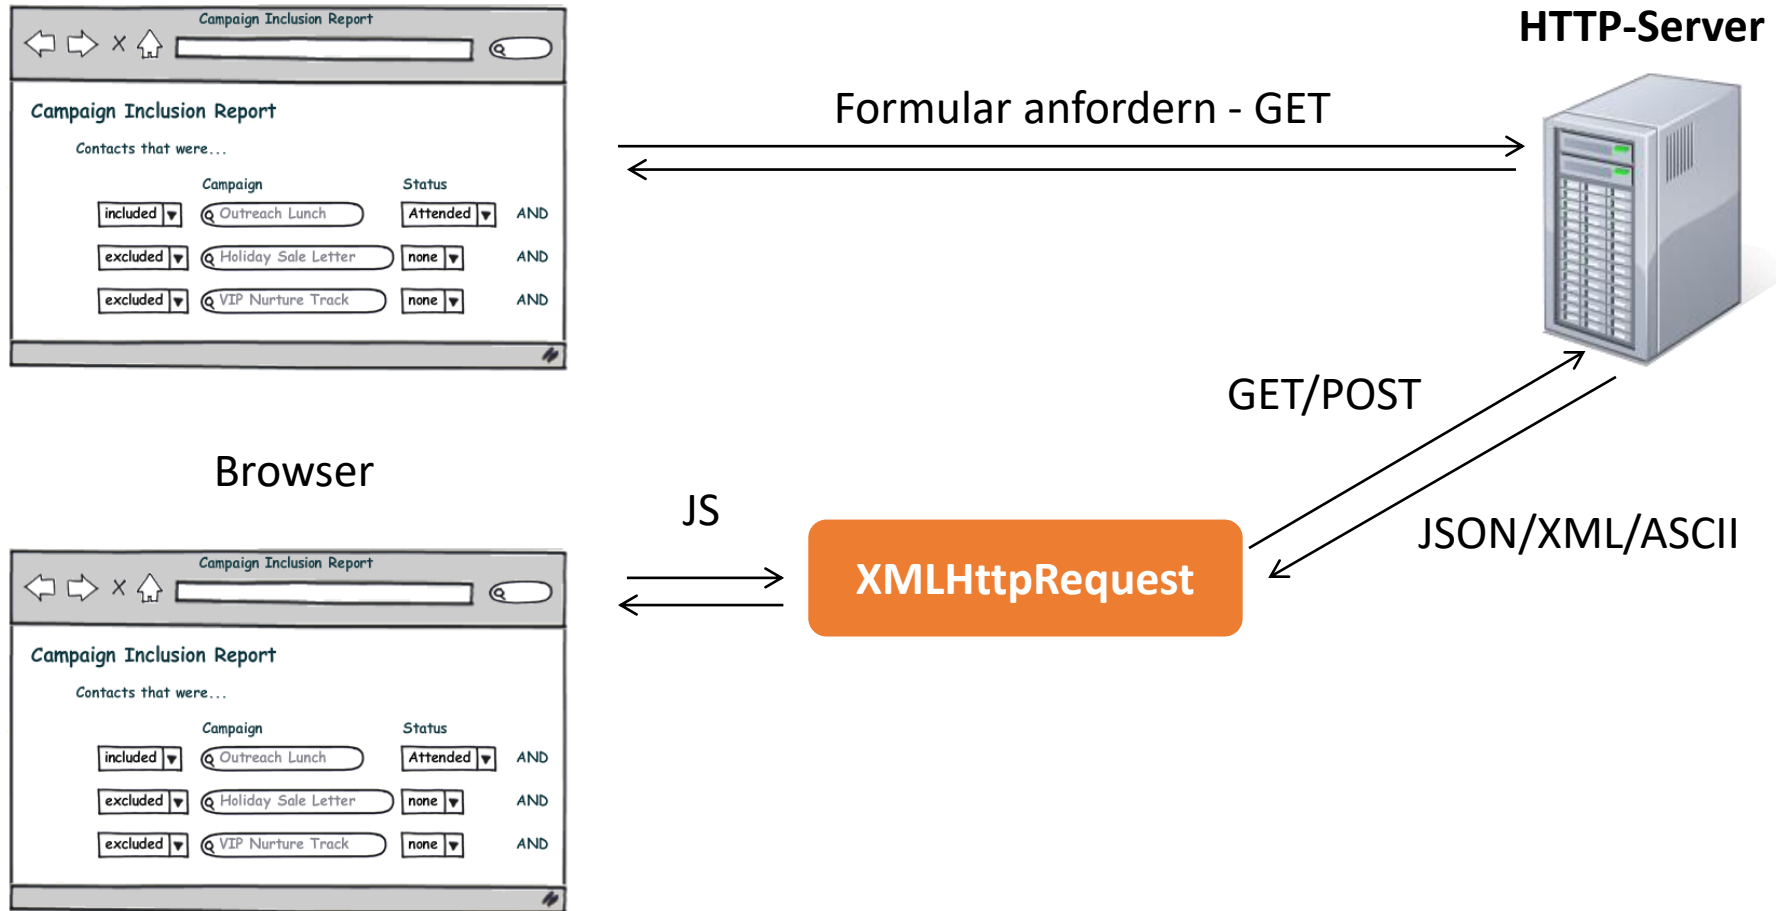 Campaign Inclusion Report
HTTP-Server
Campaign Inclusion Report
Contacts that were...
Campaign Status
included Outreach Lunch Attended AND
excluded Holiday Sale Letter none AND
excluded VIP Nurture Track none AND
Formular anfordern - GET
GET/POST
Browser
JS
XMLHttpRequest
JSON/XML/ASCII
Campaign Inclusion Report
Campaign Inclusion Report
Contacts that were...
Campaign Status
included Outreach Lunch Attended AND
excluded Holiday Sale Letter none AND
excluded VIP Nurture Track none AND